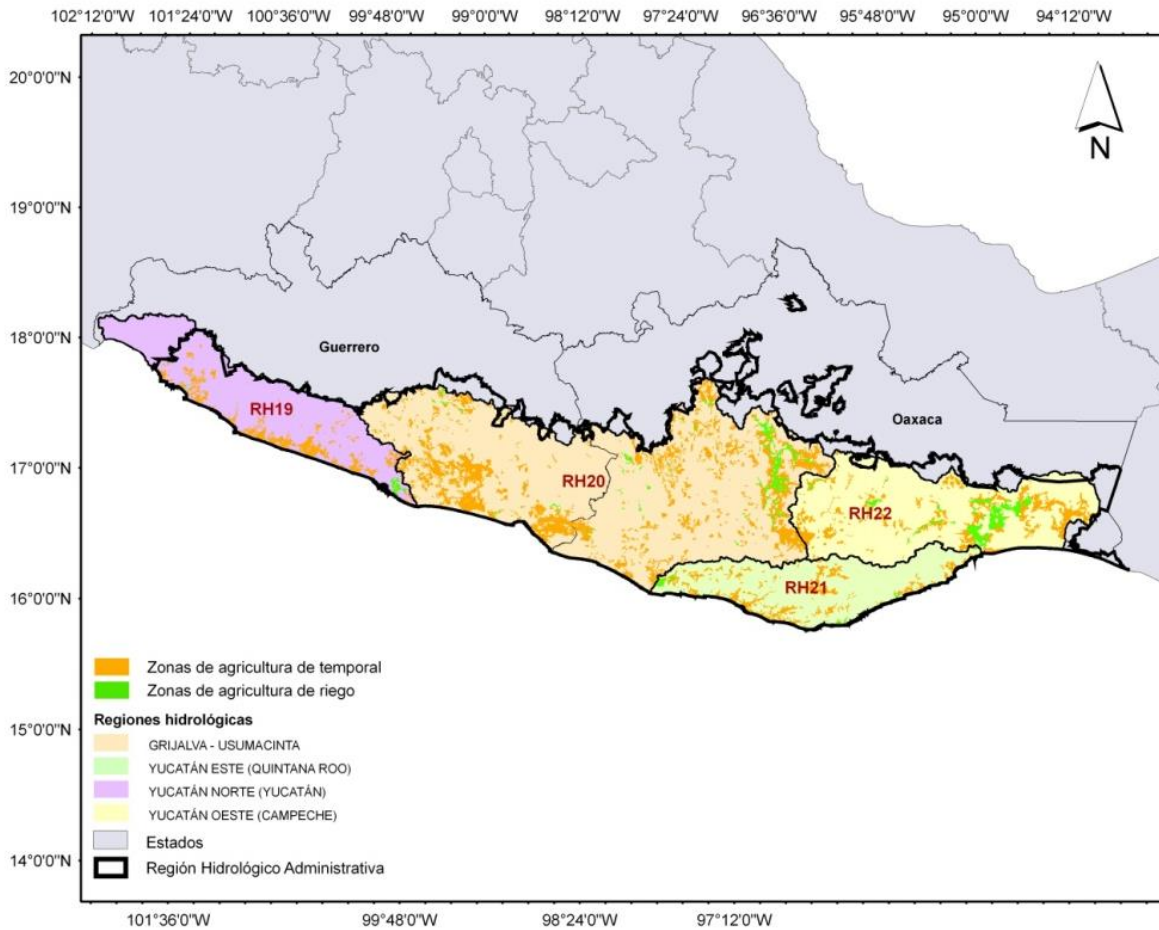 102°12'0"W 101°24'0"W 100°36'0"W 99°48'0"W 99°0'0"W 98°12'0"W 97°24'0"W 96°36'0"W 95°48'0"W 95°0'0"W 94°12'0"W
20°0'0"N
N
19°0'0"N
18°0'0"N
Guerrero
RH19
Oaxaca
17°0'0"N
RH20
RH22
RH21
16°0'0"N
Zonas de agricultura de temporal
Zonas de agricultura de riego
Regiones hidrológicas
15°0'0"N
GRIJALVA - USUMACINTA
YUCATÁN ESTE (QUINTANA ROO)
YUCATÁN NORTE (YUCATÁN)
YUCATÁN OESTE (CAMPECHE)
Estados
14°0'0"N
Región Hidrológico Administrativa
101°36'0"W 99°48'0"W 98°24'0"W 97°12'0"W